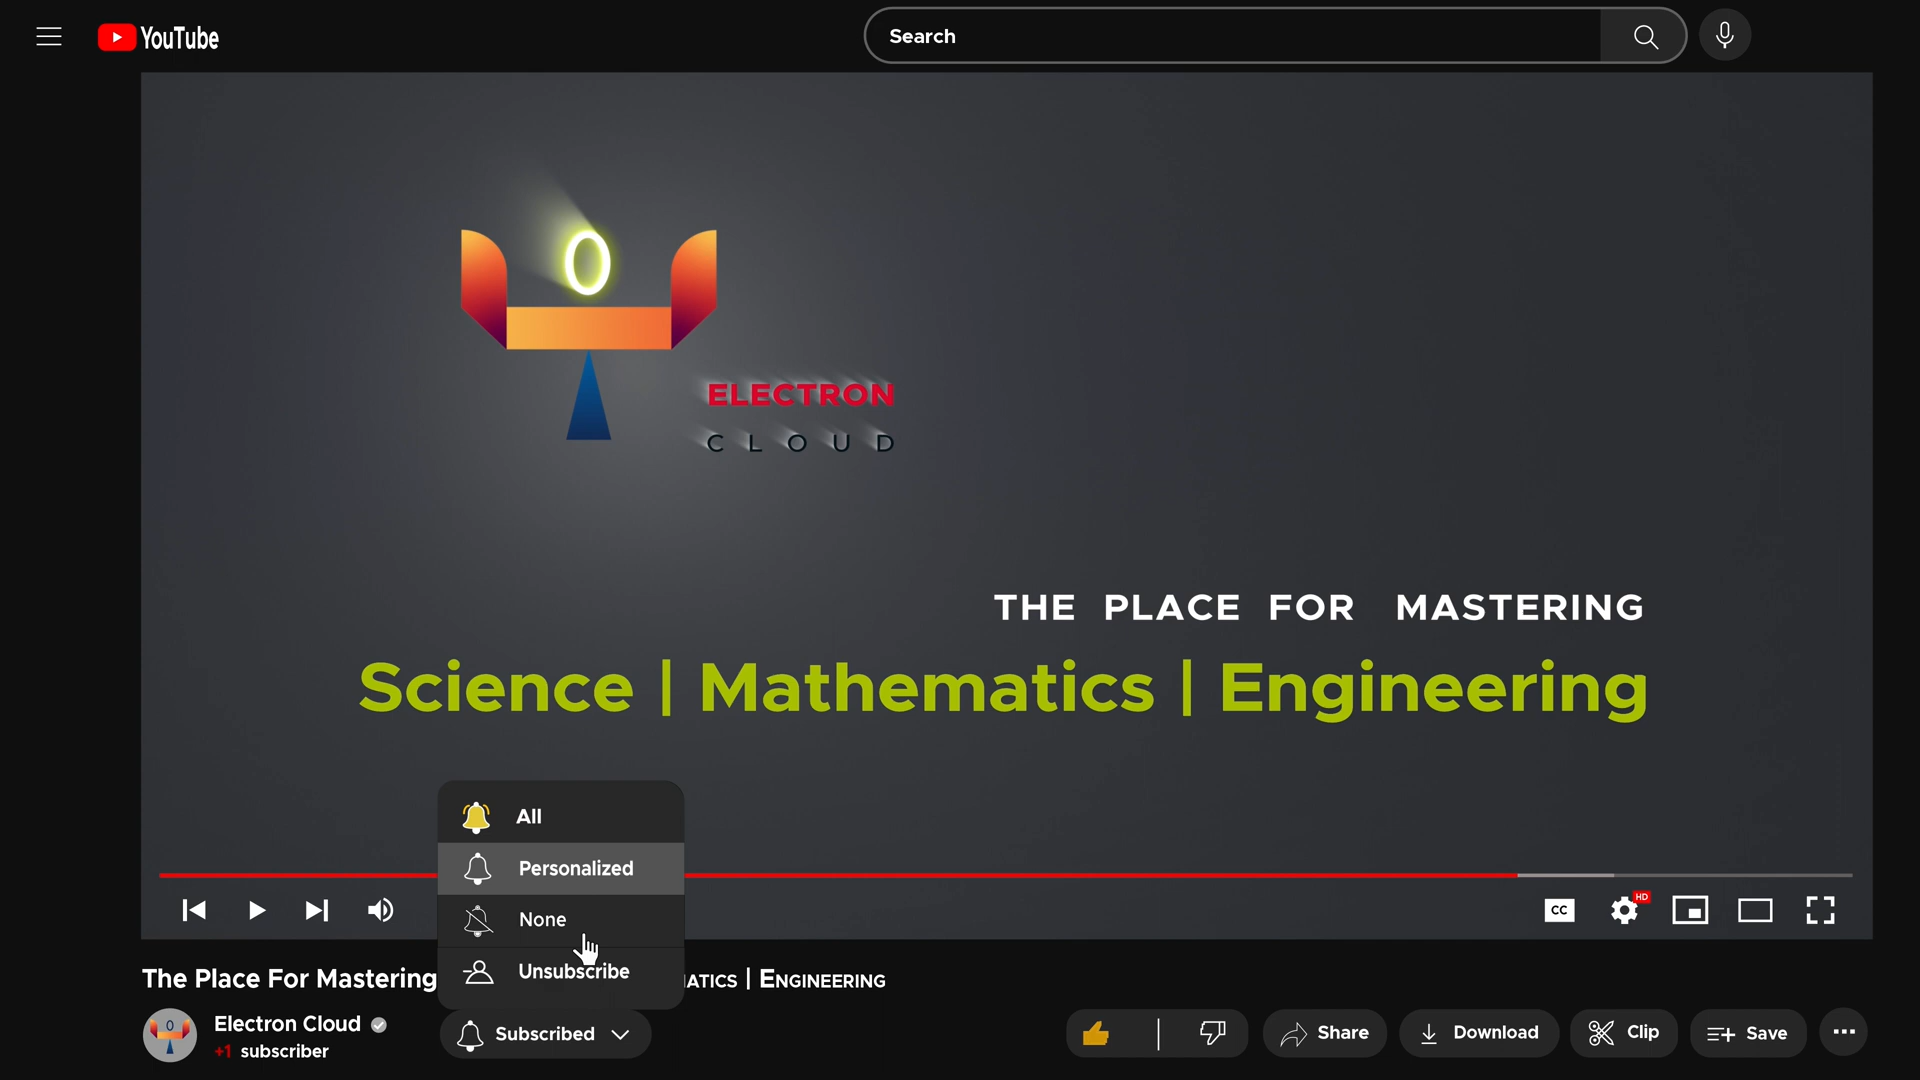 YouTube
Search
ELECTRON
CLOUD
THE PLACE FOR MASTERING
Science | Mathematics | Engineering
All
Personalized
None
Unsubscribe
CC
HD
The Place For Mastering
ATICS | ENGINEERING
Electron Cloud
+1 subscriber
Subscribed
Share
Download
Clip
Save